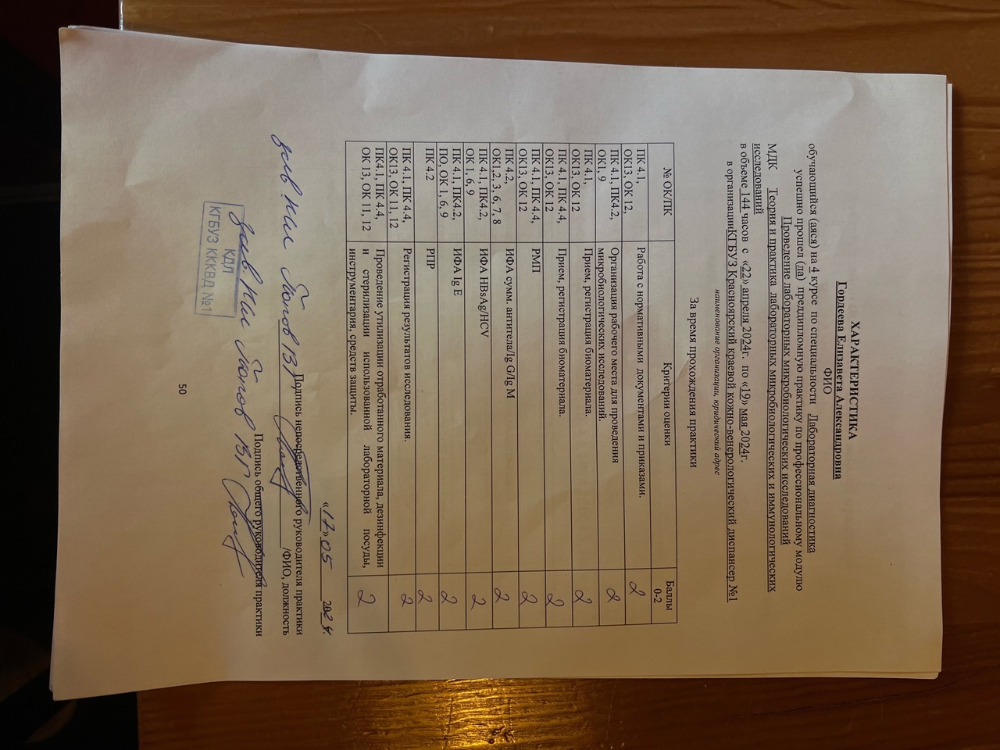 ХАРАКТЕРИСТИКА
Гордеева Елизавета Александровна
ФИО
обучающийся (аяся) на 4 курсе по специальности Лабораторная диагностика
успешно прошел (ла) преддипломную практику по профессиональному модулю
Проведение лабораторных микробиологических исследований
Проведение лабораторных микробиологических исследований
МДК Теория и практика лабораторных микробиологических и иммунологических
исследований
в объеме 144 часов с «22» апреля 2024г. по «19» мая 2024г.
в организации КГБУЗ Красноярский краевой кожно-венерологический диспансер №1
наименование организации, юридический адрес
За время прохождения практики
№ ОК/ПК Критерии оценки Баллы
0-2
ПК 4.1, Работа с нормативными документами и приказами. 2
ОК13, ОК 12,
ПК 4.1, ПК4.2, Организация рабочего места для проведения 2
ОК1, 9 микробиологических исследований.
ПК 4.1, Прием, регистрация биоматериала. 2
ОК13, ОК 12
ПК 4.1, ПК 4.4, Прием, регистрация биоматериала. 2
ОК13, ОК 12
ПК 4.1, ПК 4.4, РМП 2
ОК13, ОК 12
ПК 4.2, ИФА сумм. антитела/Ig G/Ig M 2
ОК1,2, 3, 6, 7, 8
ПК 4.1, ПК4.2, ИФА HBsAg/HCV 2
ОК 1, 6, 9
ПК 4.1, ПК4.2, ИФА Ig E 2
ПО, ОК 1, 6, 9
ПК 4.2 РПР 2
ПК 4.1, ПК 4.4, Регистрация результатов исследования. 2
ОК13, ОК 11, 12
ПК4.1, ПК 4.4, Проведение утилизации отработанного материала, дезинфекции 2
ОК 13, ОК 11, 12 и стерилизации использованной лабораторной посуды,
инструментария, средств защиты.
«17» 05 2024.
Подпись непосредственного руководителя практики
зав. КДЛ Попов В.Г. /ФИО, должность
Подпись общего руководителя практики
зав. КДЛ Попов В.Г.
КДЛ
КГБУЗ ККВД №1
50